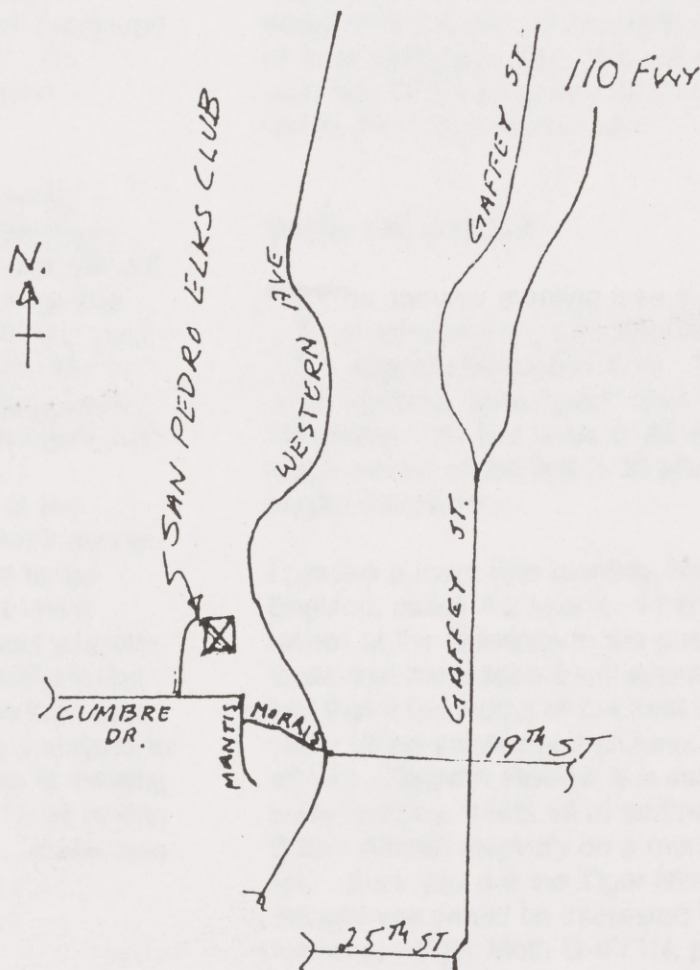 N.
SAN PEDRO ELKS CLUB
WESTERN AVE
GAFFEY ST.
110 FWY
GAFFEY ST.
CUMBRE
DR
MANTIS
MORRIS
19TH ST
25TH ST